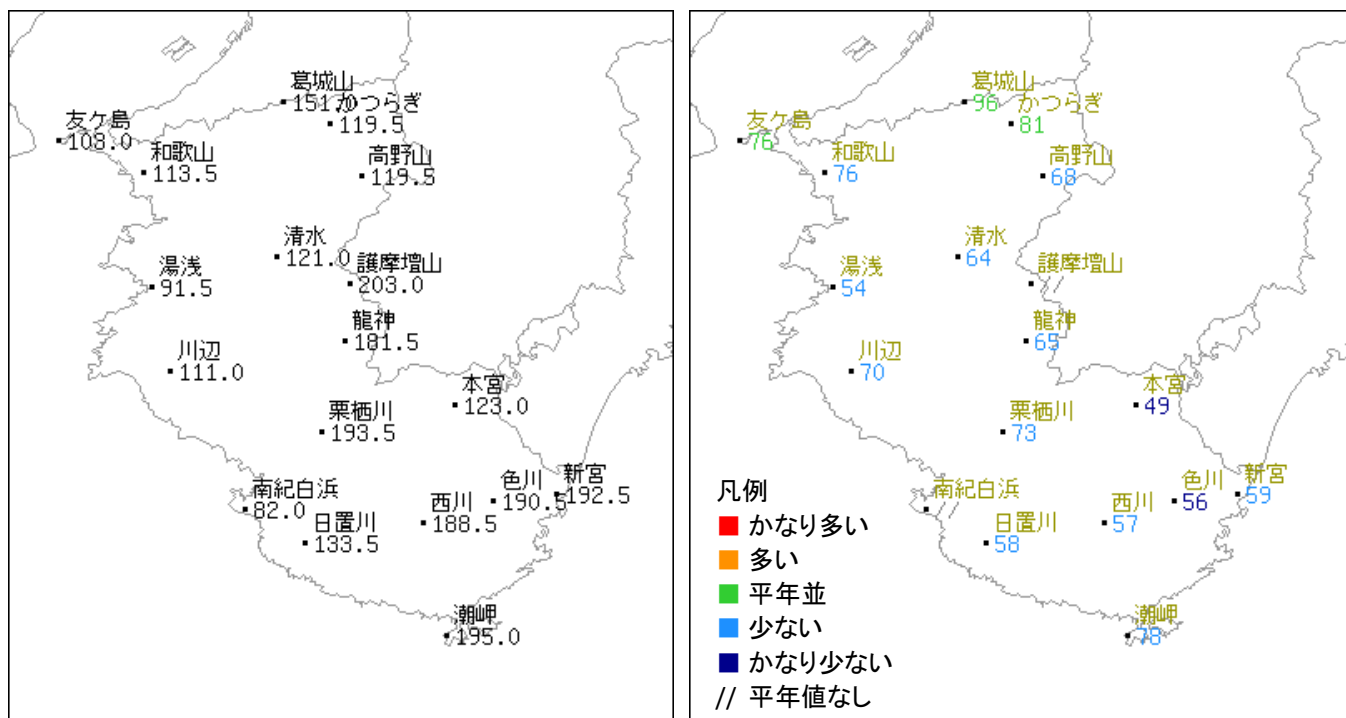 葛城山
151.0
かつらぎ
119.5
友ケ島
108.0
和歌山
113.5
高野山
119.5
清水
121.0
護摩壇山
203.0
湯浅
91.5
龍神
181.5
川辺
111.0
本宮
123.0
栗栖川
193.5
新宮
192.5
色川
190.5
南紀白浜
82.0
西川
188.5
日置川
133.5
潮岬
195.0
葛城山
96
かつらぎ
81
友ケ島
76
和歌山
76
高野山
68
清水
64
護摩壇山
//
湯浅
54
龍神
65
川辺
70
本宮
49
栗栖川
73
新宮
59
色川
56
南紀白浜
//
西川
57
日置川
58
潮岬
78
凡例
かなり多い
多い
平年並
少ない
かなり少ない
// 平年値なし